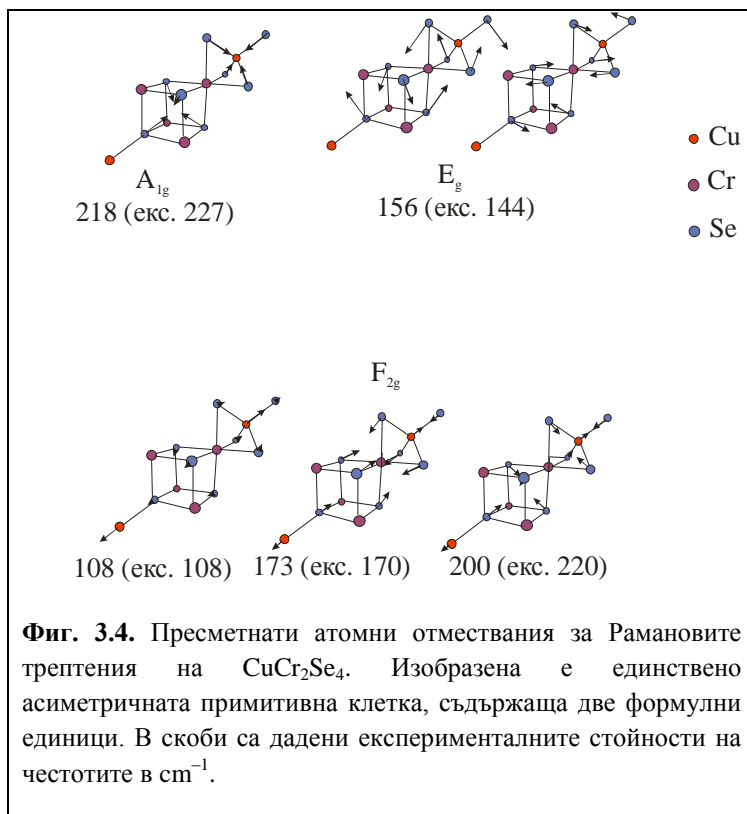 Cu
Cr
Se
A₁g
218 (екс. 227)
Eg
156 (екс. 144)
F₂g
108 (екс. 108)
173 (екс. 170)
200 (екс. 220)
Фиг. 3.4. Пресметнати атомни отмествания за Рамановите
трептения на CuCr₂Se₄. Изобразена е единствено
асиметричната примитивна клетка, съдържаща две формулни
единици. В скоби са дадени експерименталните стойности на
честотите в cm⁻¹.